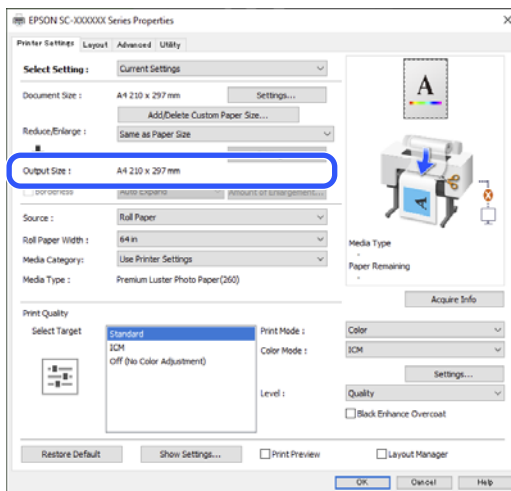 EPSON SC-XXXXXX Series Properties
Printer Settings Layout Advanced Utility
Select Setting : Current Settings
Document Size : A4 210 x 297 mm Settings...
Add/Delete Custom Paper Size...
Reduce/Enlarge : Same as Paper Size
Output Size : A4 210 x 297 mm
Borderless Auto Expand Amount of Enlargement...
Source : Roll Paper
Roll Paper Width : 64 in
Media Category: Use Printer Settings
Media Type : Premium Luster Photo Paper(260)
A
Media Type
-
Paper Remaining
-
Acquire Info
Print Quality
Select Target
Standard
ICM
Off (No Color Adjustment)
Print Mode : Color
Color Mode : ICM
Settings...
Level : Quality
Black Enhance Overcoat
Restore Default Show Settings... Print Preview Layout Manager
OK Cancel Help